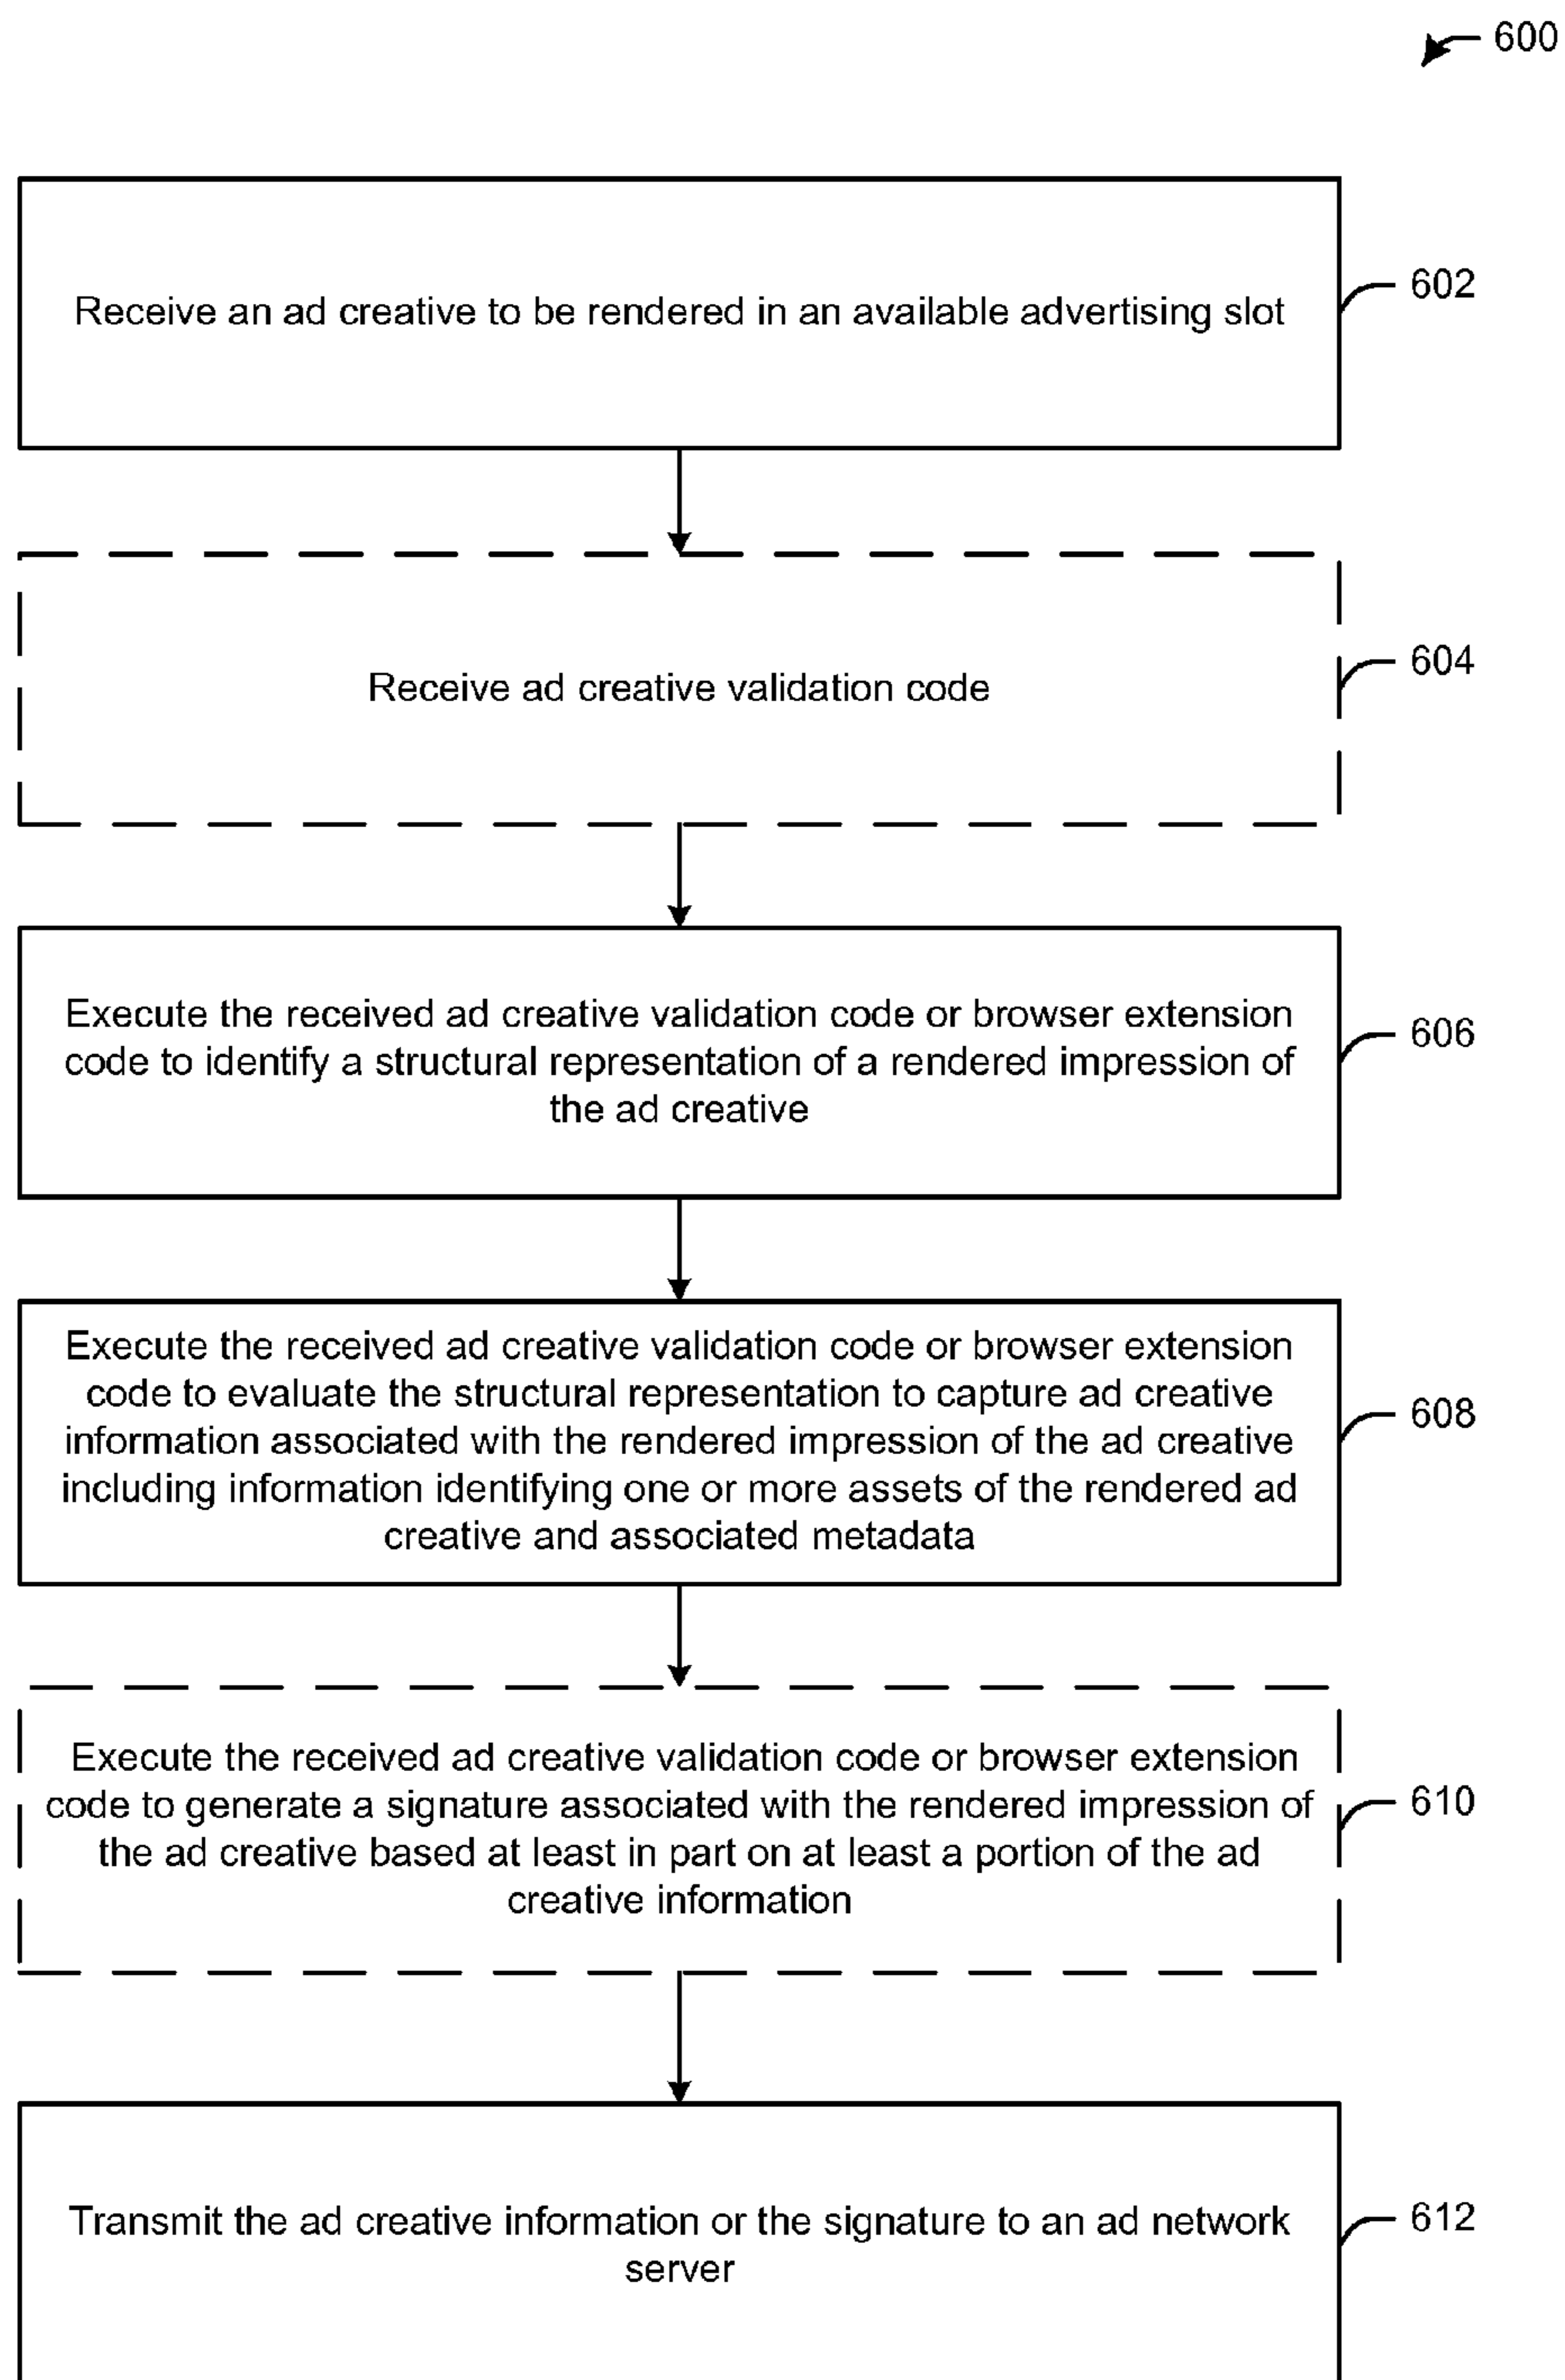 600
Receive an ad creative to be rendered in an available advertising slot
602
Receive ad creative validation code
604
Execute the received ad creative validation code or browser extension
code to identify a structural representation of a rendered impression of
the ad creative
606
Execute the received ad creative validation code or browser extension
code to evaluate the structural representation to capture ad creative
information associated with the rendered impression of the ad creative
including information identifying one or more assets of the rendered ad
creative and associated metadata
608
Execute the received ad creative validation code or browser extension
code to generate a signature associated with the rendered impression of
the ad creative based at least in part on at least a portion of the ad
creative information
610
Transmit the ad creative information or the signature to an ad network
server
612